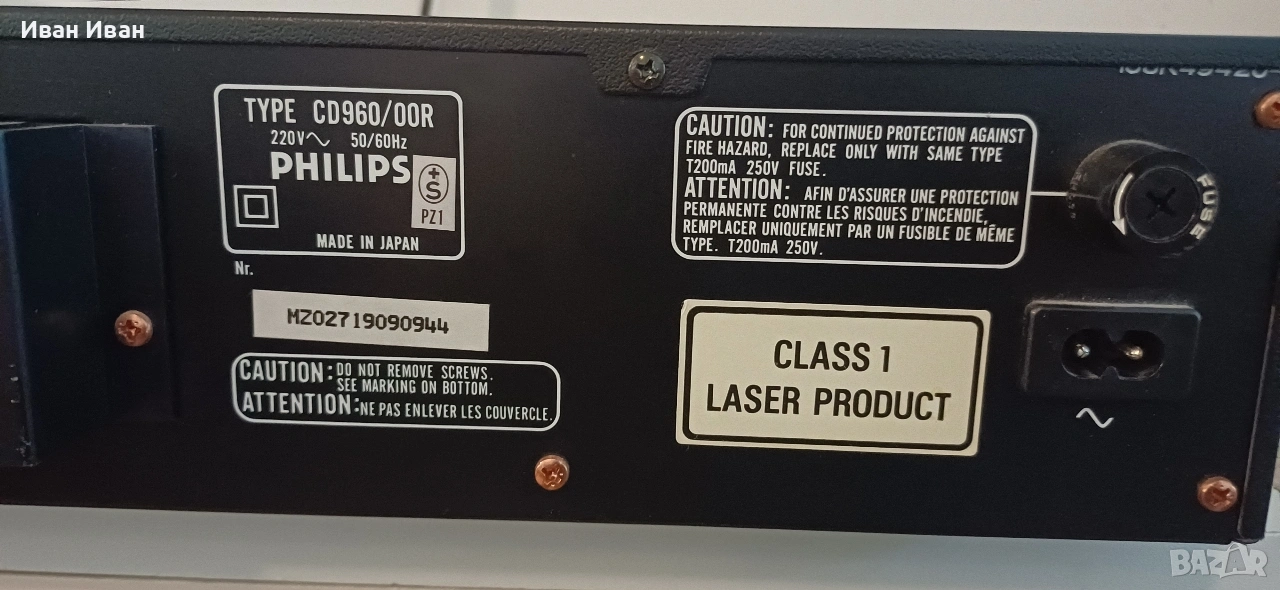 Иван Иван
TYPE CD960/00R
220V～ 50/60Hz
PHILIPS
+
S
PZ1
MADE IN JAPAN
Nr.
MZ02719090944
CAUTION: DO NOT REMOVE SCREWS.
SEE MARKING ON BOTTOM.
ATTENTION: NE PAS ENLEVER LES COUVERCLE.
CAUTION: FOR CONTINUED PROTECTION AGAINST
FIRE HAZARD, REPLACE ONLY WITH SAME TYPE
T200mA 250V FUSE.
ATTENTION: AFIN D'ASSURER UNE PROTECTION
PERMANENTE CONTRE LES RISQUES D'INCENDIE,
REMPLACER UNIQUEMENT PAR UN FUSIBLE DE MÊME
TYPE. T200mA 250V.
FUSE
CLASS 1
LASER PRODUCT
～
BAZAR